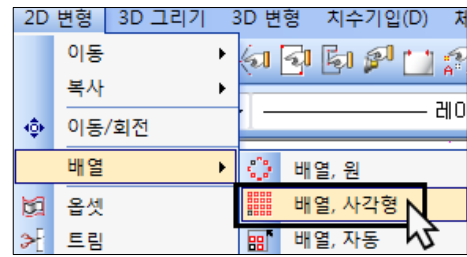 2D 변형 3D 그리기 3D 변형 치수기입(D)
이동
복사
레이
이동/회전
배열
배열, 원
옵셋
배열, 사각형
트림
배열, 자동